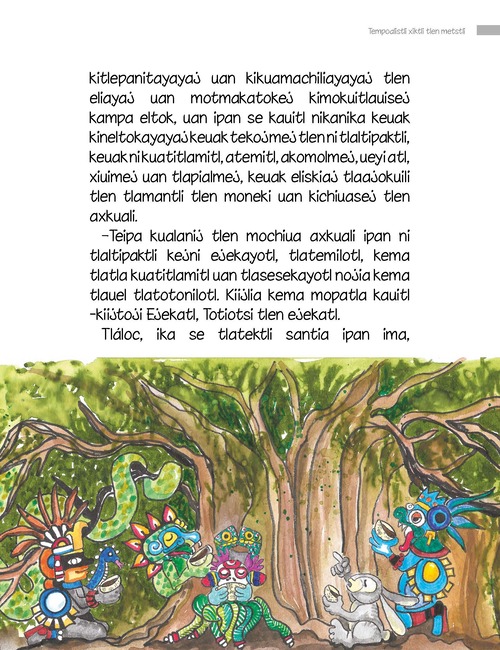 Tempoalistli xiktli tlen metstli
kitlepanitayayaj uan kikuamachiliayayaj tlen
eliayaj uan motmakatokej kimokuitlauisej
kampa eltok, uan ipan se kauitl nikanika keuak
kineltokayayaj keuak tekojmej tlen ni tlaltipaktli,
keuak ni kuatitlamitl, atemitl, akomolmej, ueyi atl,
xiuimej uan tlapialmej, keuak eliskiaj tlaajokuili
tlen tlamantli tlen moneki uan kichiuasej tlen
axkuali.
–Teipa kualanij tlen mochiua axkuali ipan ni
tlaltipaktli kejni ejekayotl, tlatemilotl, kema
tlatla kuatitlamitl uan tlasesekayotl nojia kema
tlauel tlatotonilotl. Kiijlia kema mopatla kauitl
-kiijtoji Ejekatl, Totiotsi tlen ejekatl.
Tláloc, ika se tlatektli santia ipan ima,